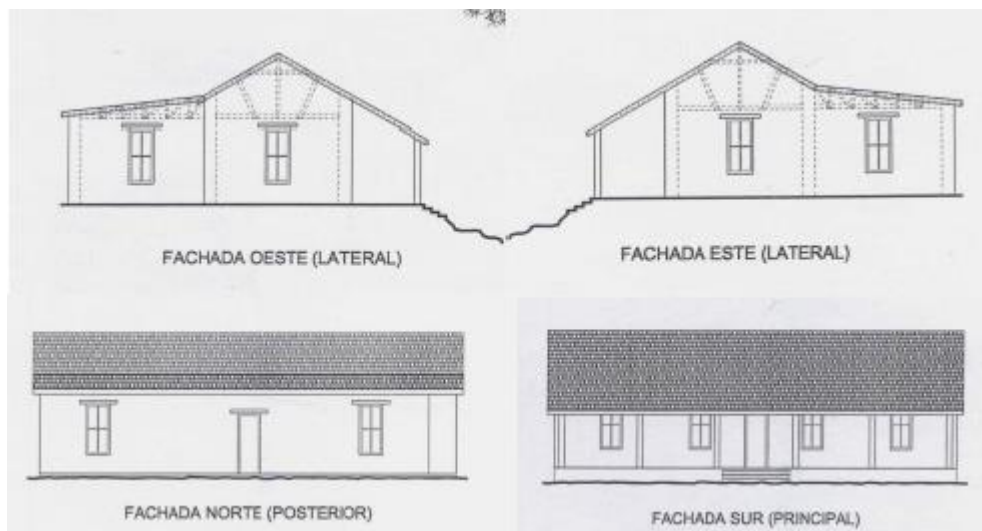 FACHADA OESTE (LATERAL)
FACHADA ESTE (LATERAL)
FACHADA NORTE (POSTERIOR)
FACHADA SUR (PRINCIPAL)